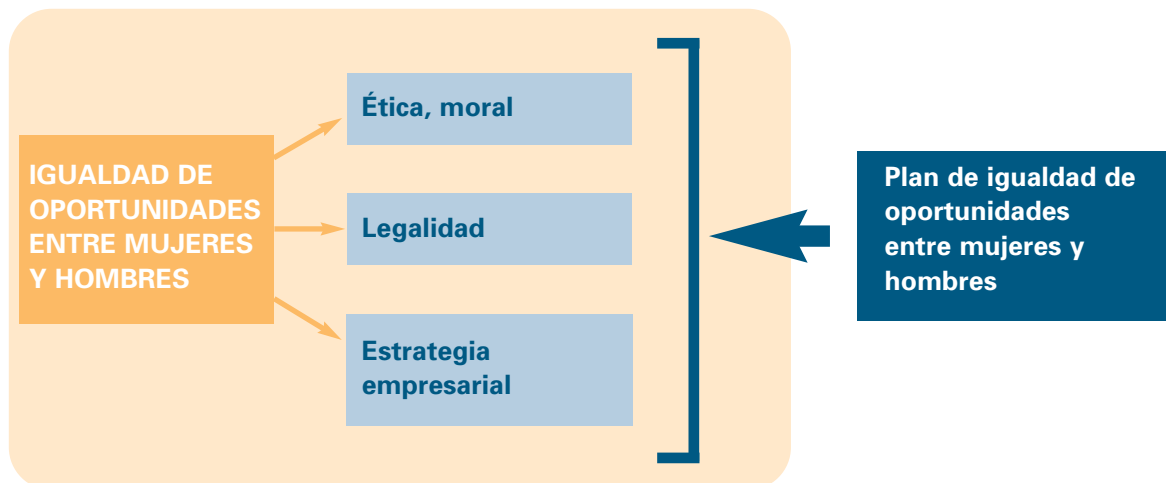 IGUALDAD DE
OPORTUNIDADES
ENTRE MUJERES
Y HOMBRES
Ética, moral
Legalidad
Estrategia
empresarial
Plan de igualdad de
oportunidades
entre mujeres y
hombres